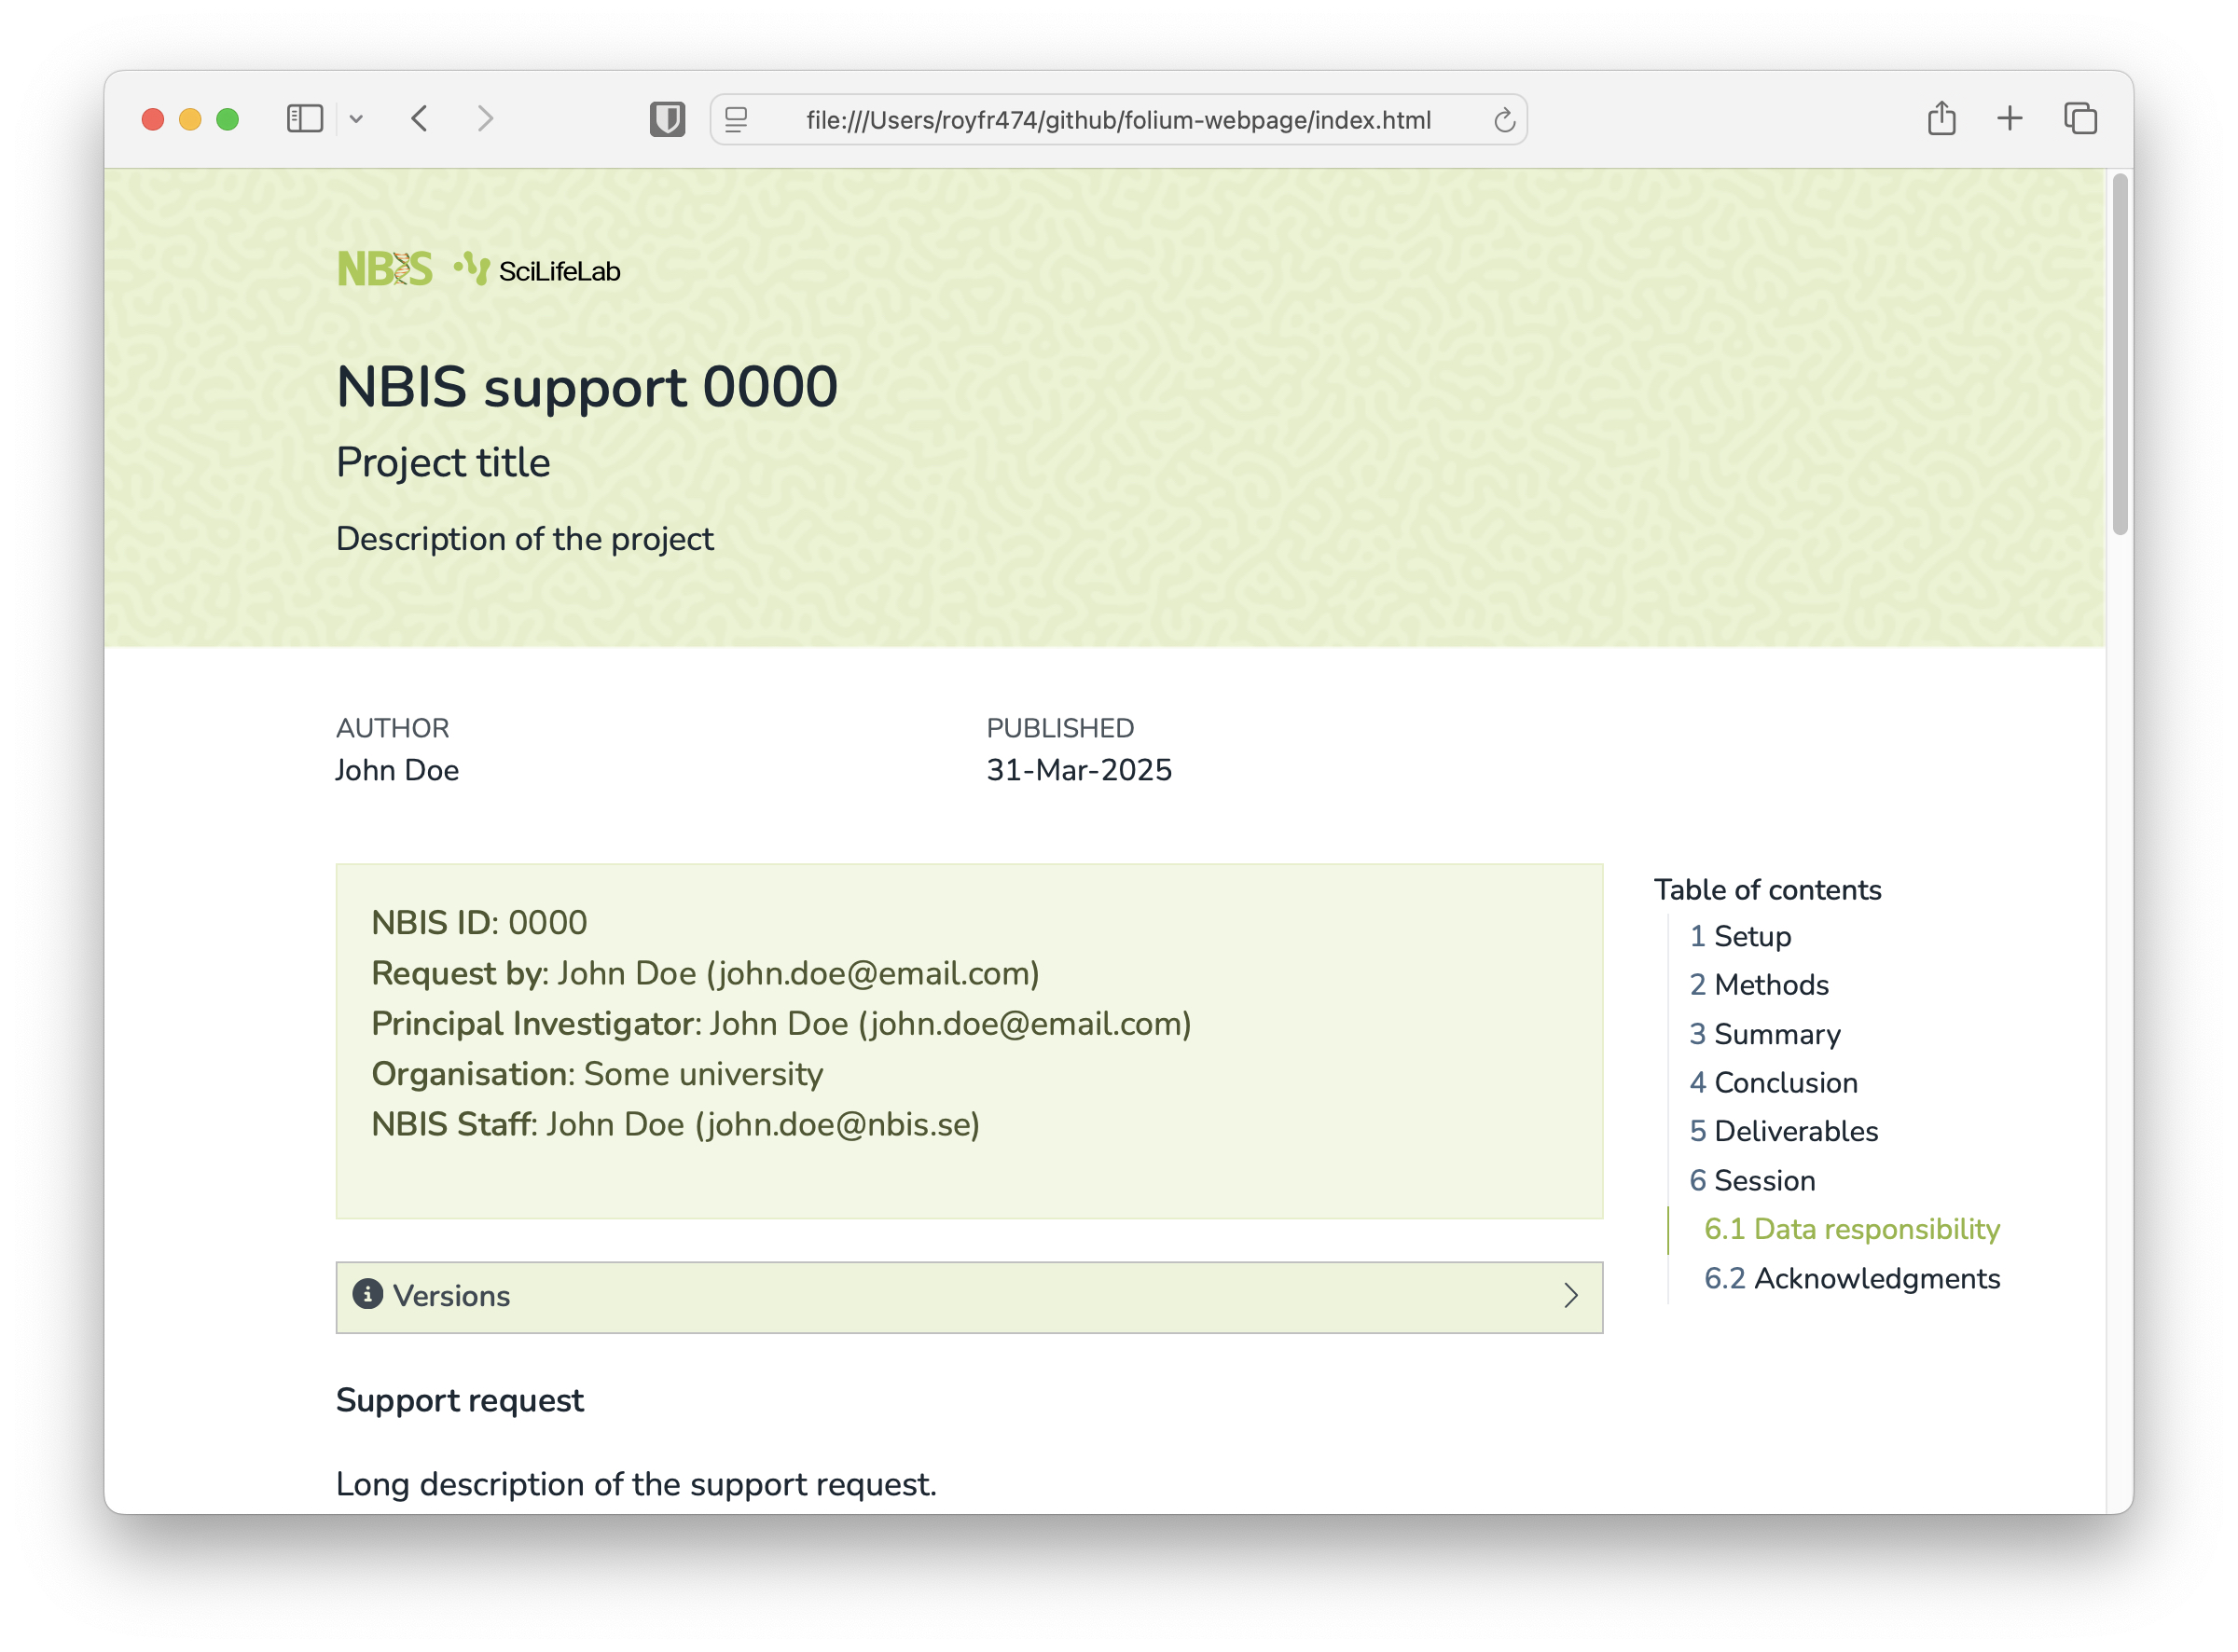 file:///Users/royfr474/github/folium-webpage/index.html
NBIS SciLifeLab
NBIS support 0000
Project title
Description of the project
AUTHOR
John Doe
PUBLISHED
31-Mar-2025
NBIS ID: 0000
Request by: John Doe (john.doe@email.com)
Principal Investigator: John Doe (john.doe@email.com)
Organisation: Some university
NBIS Staff: John Doe (john.doe@nbis.se)
Versions
Support request
Long description of the support request.
Table of contents
1 Setup
2 Methods
3 Summary
4 Conclusion
5 Deliverables
6 Session
6.1 Data responsibility
6.2 Acknowledgments